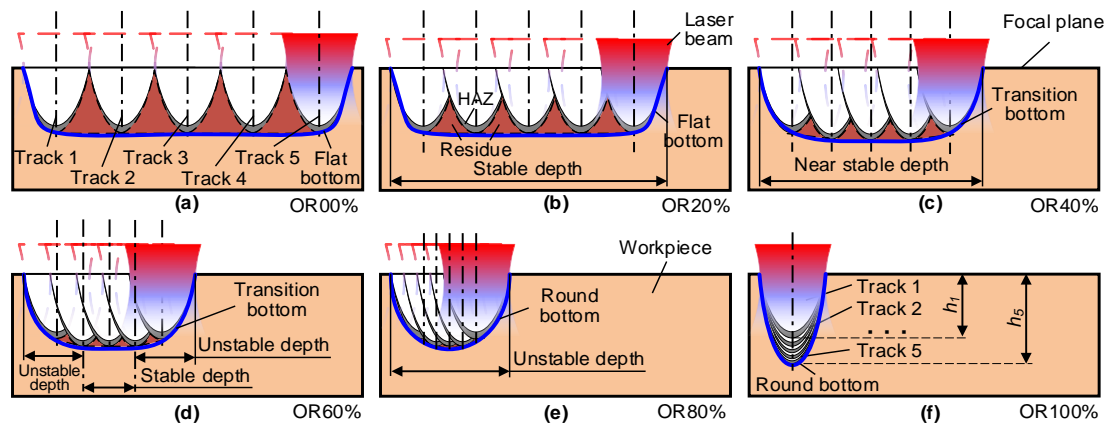 Track 1
Track 2
Track 3
Track 4
Track 5
Flat
bottom
(a)
OR00%
Laser
beam
HAZ
Residue
Flat
bottom
Stable depth
(b)
OR20%
Focal plane
Transition
bottom
Near stable depth
(c)
OR40%
Transition
bottom
Unstable depth
Unstable
depth
Stable depth
(d)
OR60%
Workpiece
Round
bottom
Unstable depth
(e)
OR80%
Track 1
Track 2
Track 5
h1
h5
Round bottom
(f)
OR100%